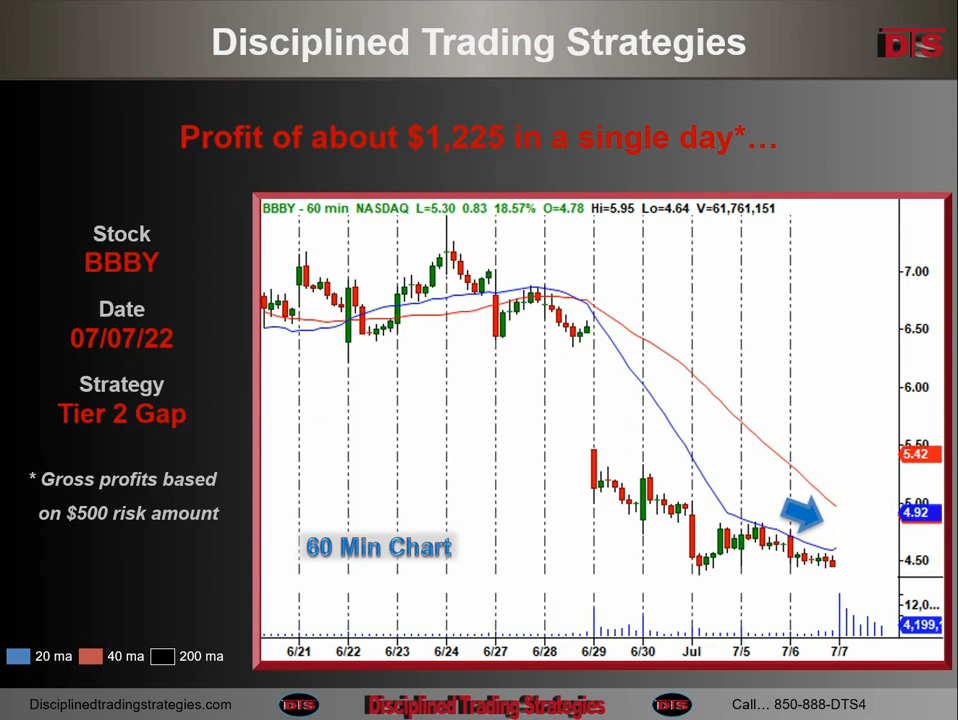 Disciplined Trading Strategies
DTS
Profit of about $1,225 in a single day*…
BBBY - 60 min NASDAQ L=5.30 0.83 18.57% O=4.78 Hi=5.95 Lo=4.64 V=61,761,151
Stock
BBBY
Date
07/07/22
Strategy
Tier 2 Gap
* Gross profits based
on $500 risk amount
60 Min Chart
7.00
6.50
6.00
5.50
5.42
5.00
4.92
4.50
12,0...
4,199,
6/21 6/22 6/23 6/24 6/27 6/28 6/29 6/30 Jul 7/5 7/6 7/7
20 ma 40 ma 200 ma
Disciplinedtradingstrategies.com DTS Disciplined Trading Strategies DTS Call… 850-888-DTS4